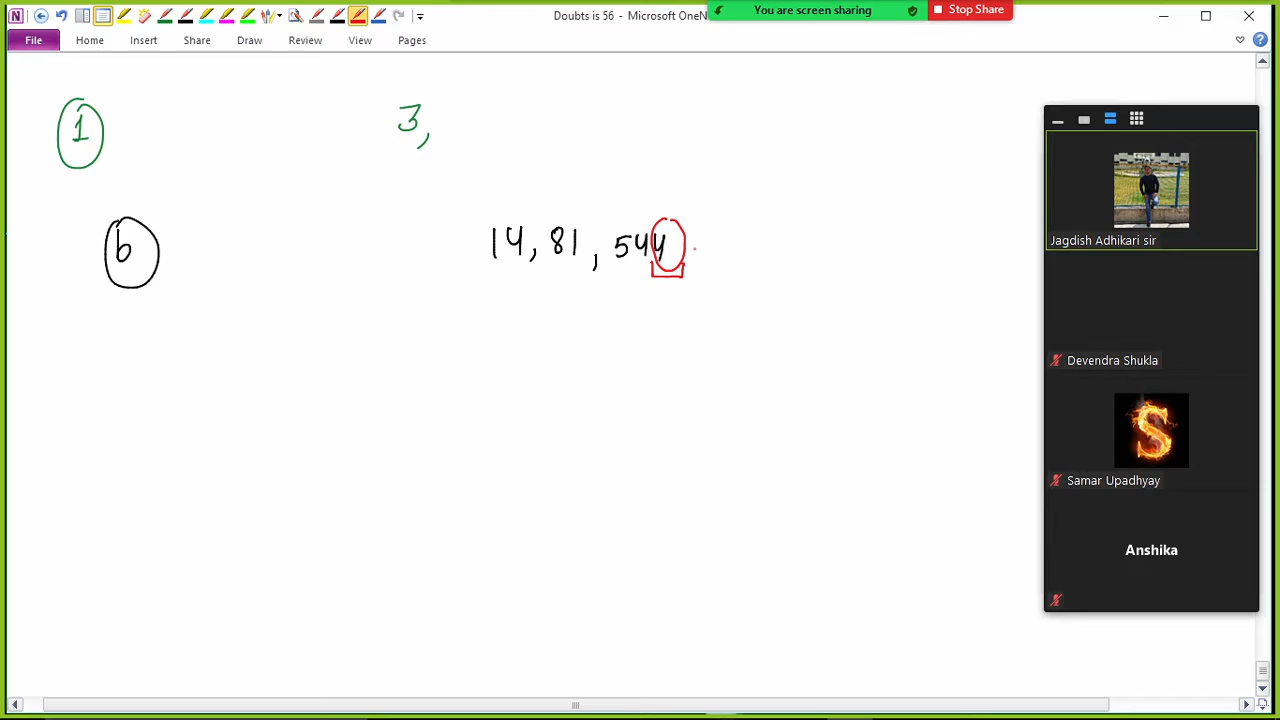 Doubts is 56 - Microsoft OneN
You are screen sharing
Stop Share
File Home Insert Share Draw Review View Pages
1 3,
6 14, 81, 544
Jagdish Adhikari sir
Devendra Shukla
S
Samar Upadhyay
Anshika